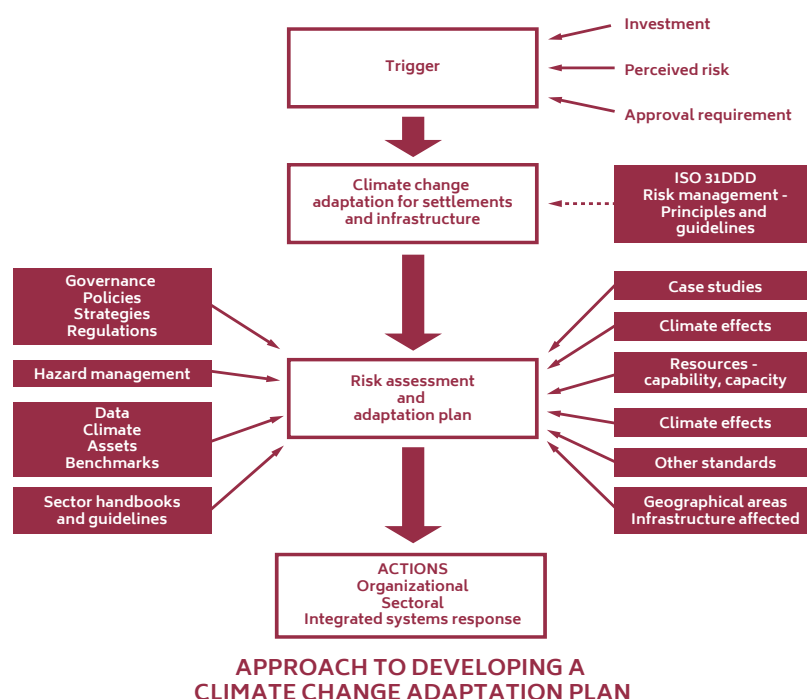 Investment
Trigger
Perceived risk
Approval requirement
Climate change
adaptation for settlements
and infrastructure
ISO 31DDD
Risk management -
Principles and
guidelines
Governance
Policies
Strategies
Regulations
Hazard management
Data
Climate
Assets
Benchmarks
Sector handbooks
and guidelines
Risk assessment
and
adaptation plan
Case studies
Climate effects
Resources -
capability, capacity
Climate effects
Other standards
Geographical areas
Infrastructure affected
ACTIONS
Organizational
Sectoral
Integrated systems response
APPROACH TO DEVELOPING A
CLIMATE CHANGE ADAPTATION PLAN